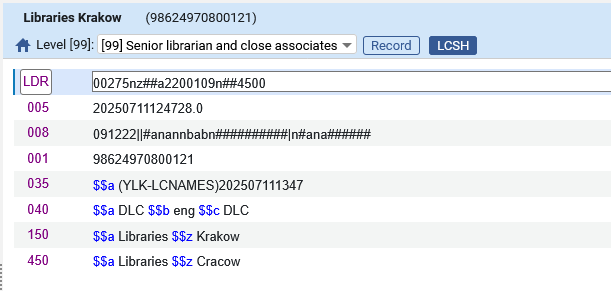 Libraries Krakow (98624970800121)
Level [99]: [99] Senior librarian and close associates Record LCSH
LDR 00275nz##a2200109n##4500
005 20250711124728.0
008 091222||#anannbabn##########|n#ana######
001 98624970800121
035 $$a (YLK-LCNAMES)202507111347
040 $$a DLC $$b eng $$c DLC
150 $$a Libraries $$z Krakow
450 $$a Libraries $$z Cracow